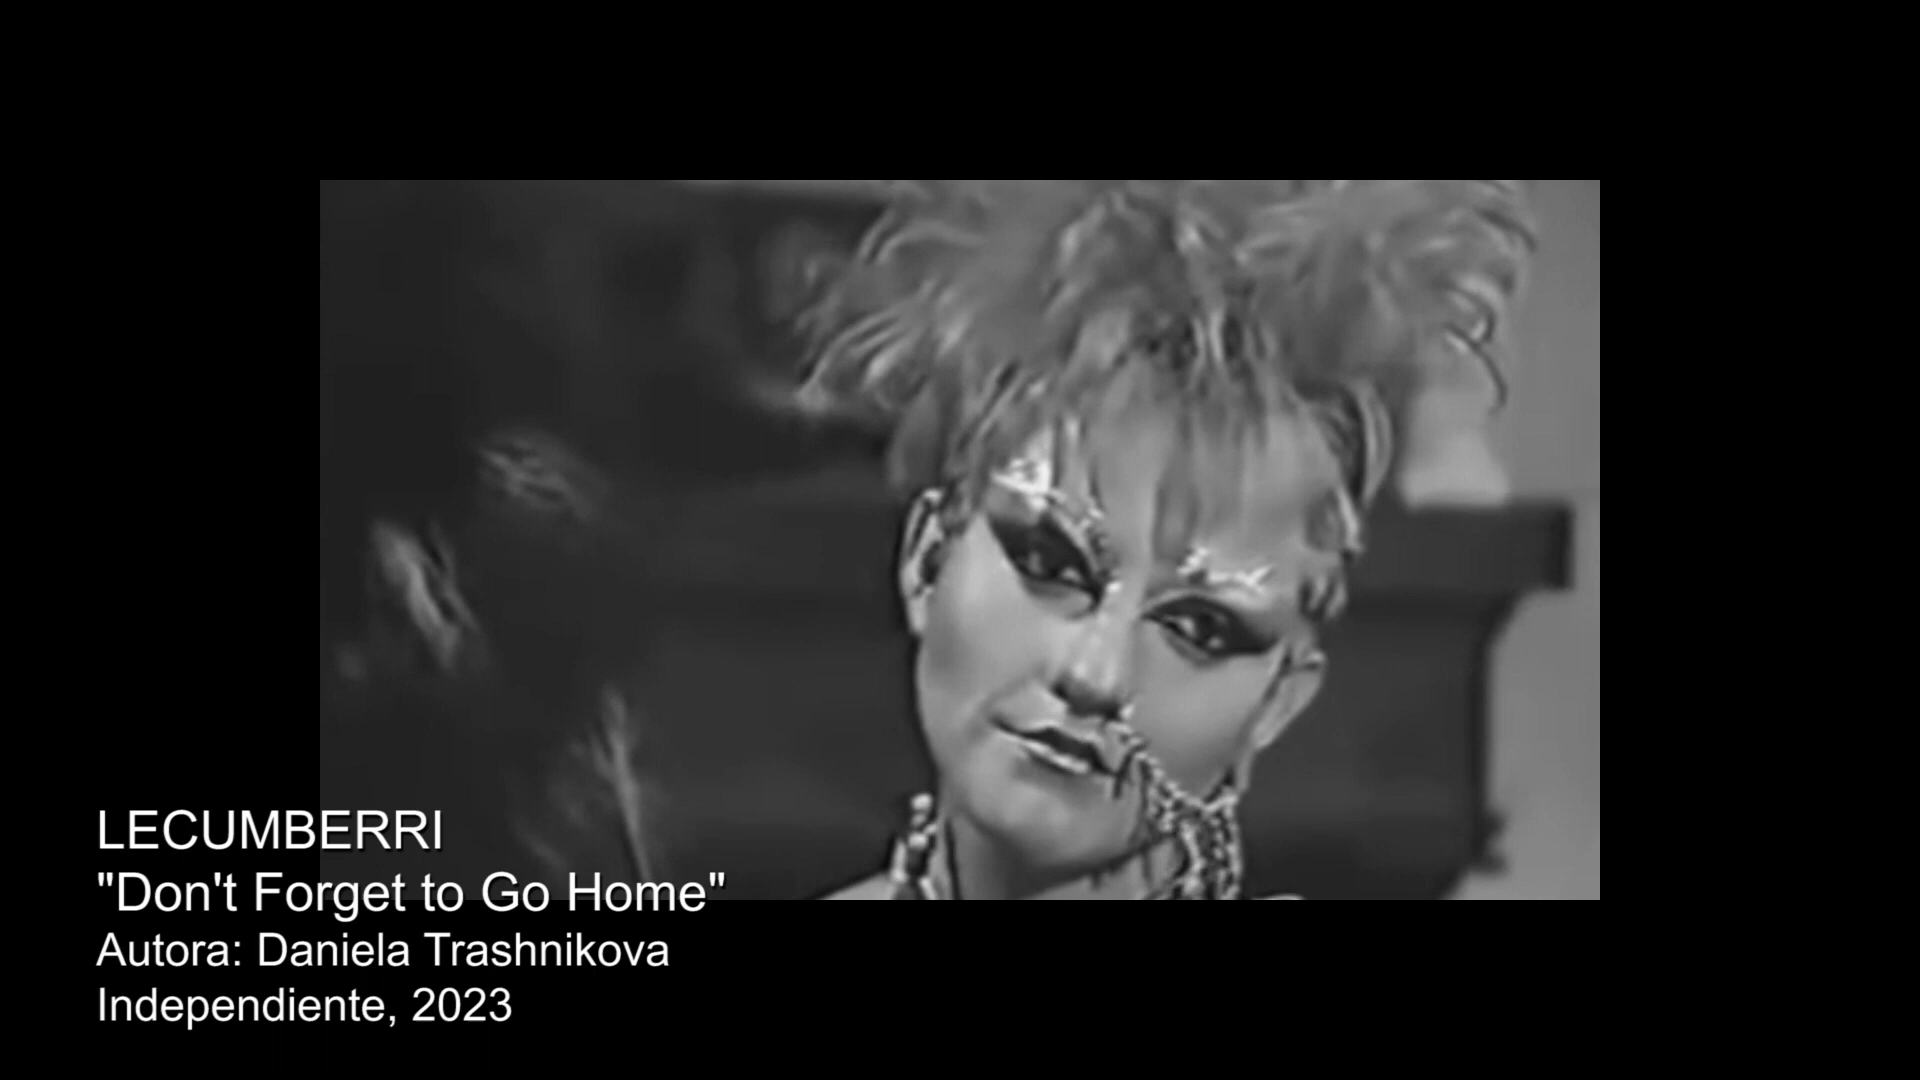 LECUMBERRI
"Don't Forget to Go Home"
Autora: Daniela Trashnikova
Independiente, 2023